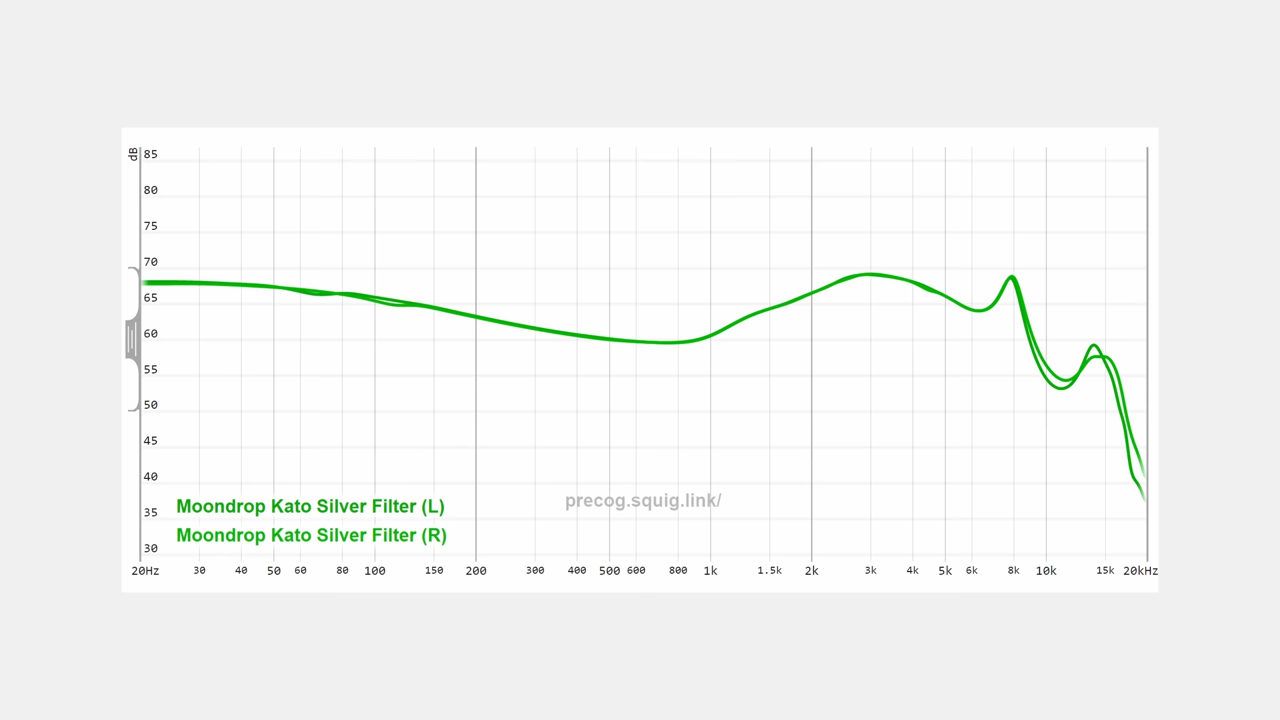 dB
85
80
75
70
65
60
55
50
45
40
35
30
Moondrop Kato Silver Filter (L)
Moondrop Kato Silver Filter (R)
precog.squig.link/
20Hz 30 40 50 60 80 100 150 200 300 400 500 600 800 1k 1.5k 2k 3k 4k 5k 6k 8k 10k 15k 20kHz